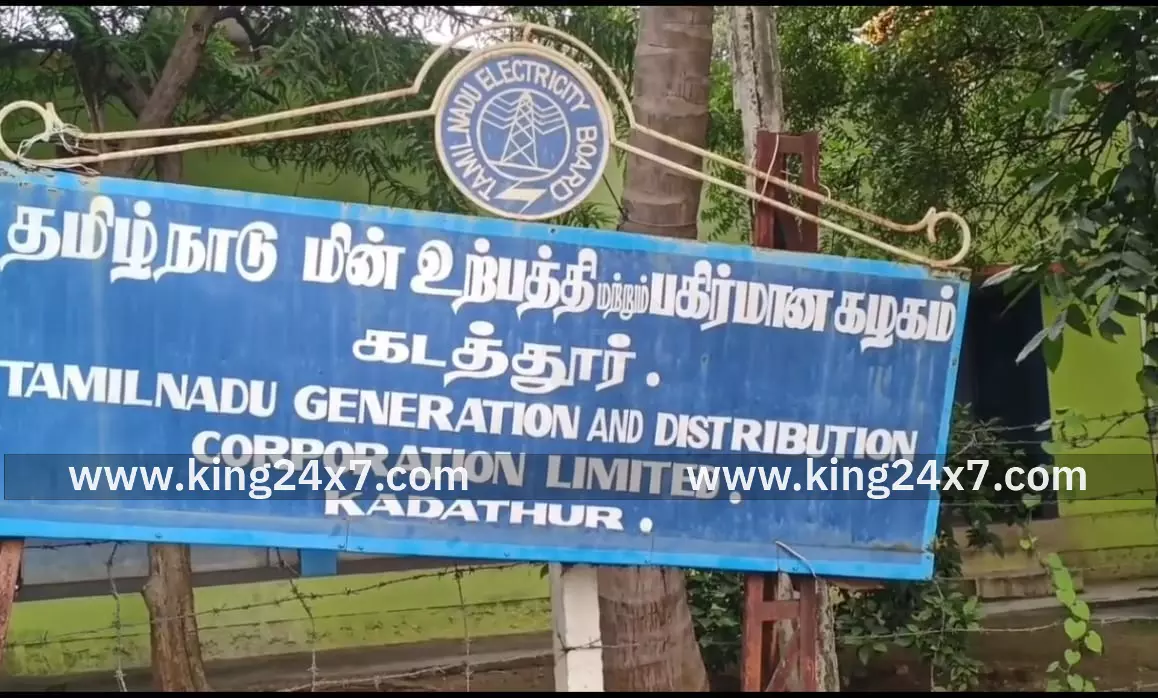 TAMIL NADU ELECTRICITY BOARD
தமிழ்நாடு மின் உற்பத்தி மற்றும் பகிர்மான கழகம்
கடத்தூர்.
TAMILNADU GENERATION AND DISTRIBUTION
CORPORATION LIMITED.
www.king24x7.com www.king24x7.com
KADATHUR.